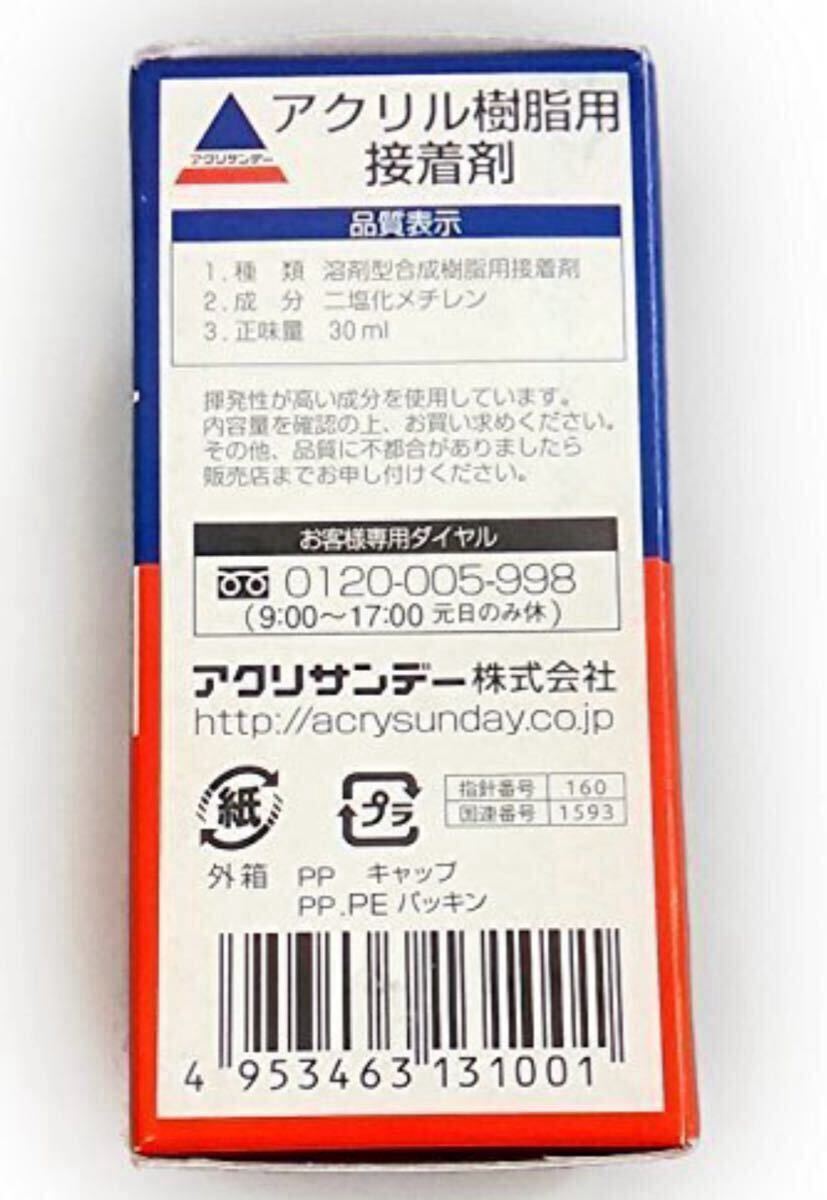 アクリサンデー
アクリル樹脂用
接着剤
品質表示
1.種 類 溶剤型合成樹脂用接着剤
2.成 分 二塩化メチレン
3.正味量 30ml
揮発性が高い成分を使用しています。
内容量を確認の上、お買い求めください。
その他、品質に不都合がありましたら
販売店までお申し付けください。
お客様専用ダイヤル
0120-005-998
(9:00～17:00 元日のみ休)
アクリサンデー株式会社
http://acrysunday.co.jp
紙 プラ
指針番号 160
国連番号 1593
外箱 PP キャップ
PP.PE パッキン
4 953463 131001